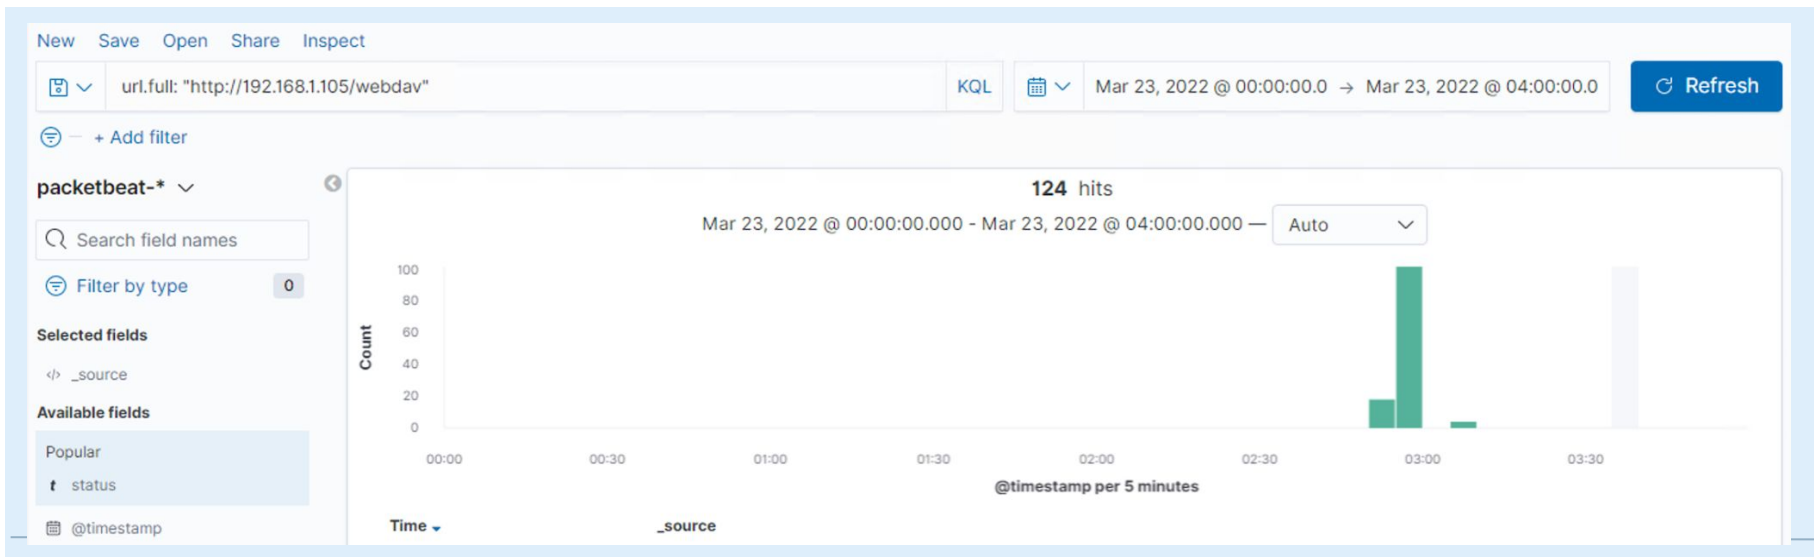 New Save Open Share Inspect
url.full: "http://192.168.1.105/webdav" KQL Mar 23, 2022 @ 00:00:00.0 → Mar 23, 2022 @ 04:00:00.0 Refresh
+ Add filter
packetbeat-*
124 hits
Mar 23, 2022 @ 00:00:00.000 - Mar 23, 2022 @ 04:00:00.000 — Auto
Search field names
Filter by type 0
Selected fields
</> _source
Available fields
Popular
t status
@timestamp
Count
100
80
60
40
20
0
00:00 00:30 01:00 01:30 02:00 02:30 03:00 03:30
@timestamp per 5 minutes
Time _source